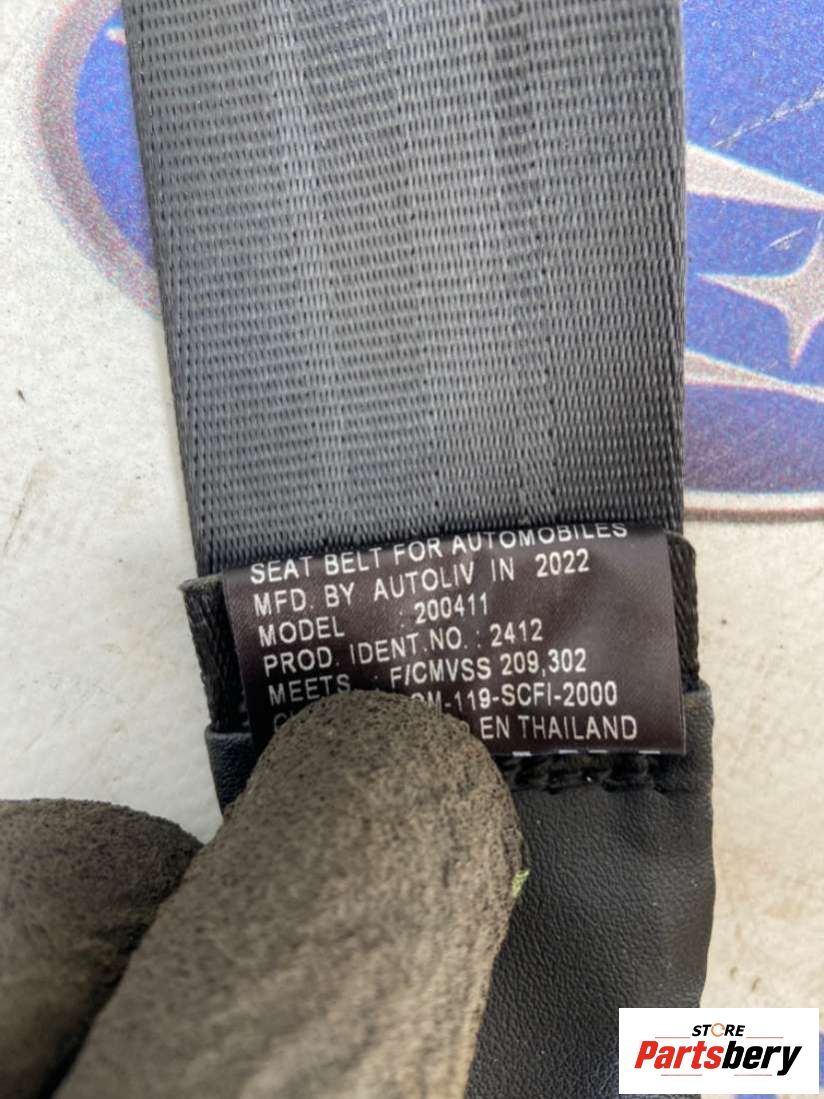 SEAT BELT FOR AUTOMOBILES
MFD. BY AUTOLIV IN 2022
MODEL : 200411
PROD. IDENT.NO. : 2412
MEETS : F/CMVSS 209,302
-119-SCFI-2000
EN THAILAND
STORE
Partsbery